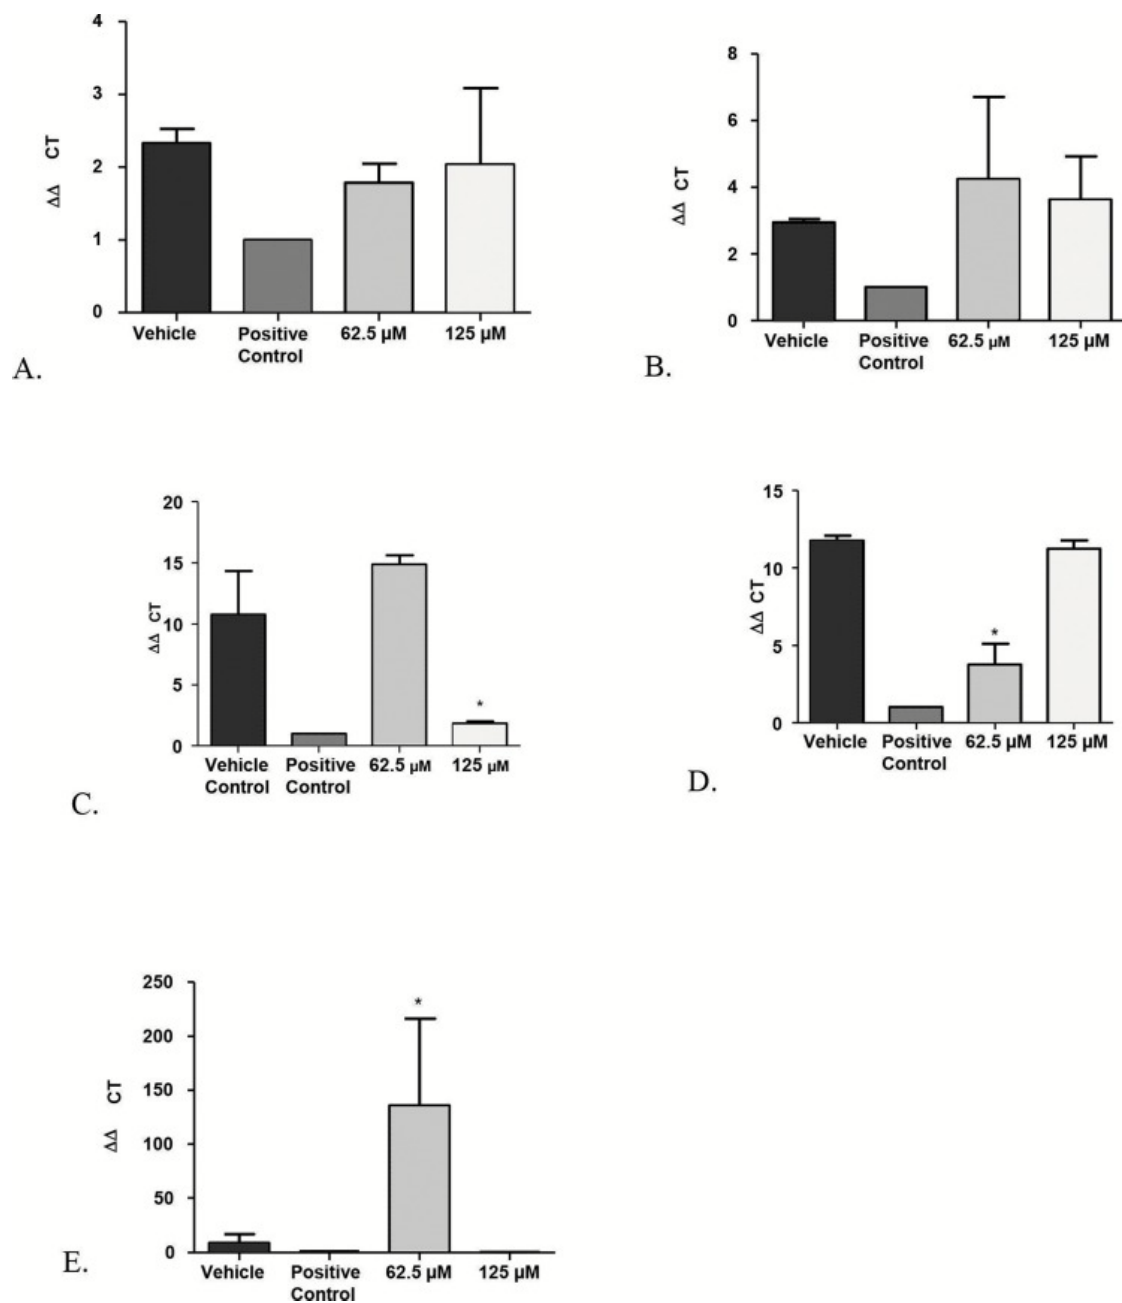 4
3
ΔΔ CT
2
1
0
Vehicle
Positive
Control
62.5 µM
125 µM
A.
8
6
ΔΔ CT
4
2
0
Vehicle
Positive
Control
62.5 µM
125 µM
B.
20
15
ΔΔ CT
10
5
*
0
Vehicle
Control
Positive
Control
62.5 µM
125 µM
C.
15
10
ΔΔ CT
*
5
0
Vehicle
Positive
Control
62.5 µM
125 µM
D.
250
*
200
150
ΔΔ CT
100
50
0
Vehicle
Positive
Control
62.5 µM
125 µM
E.